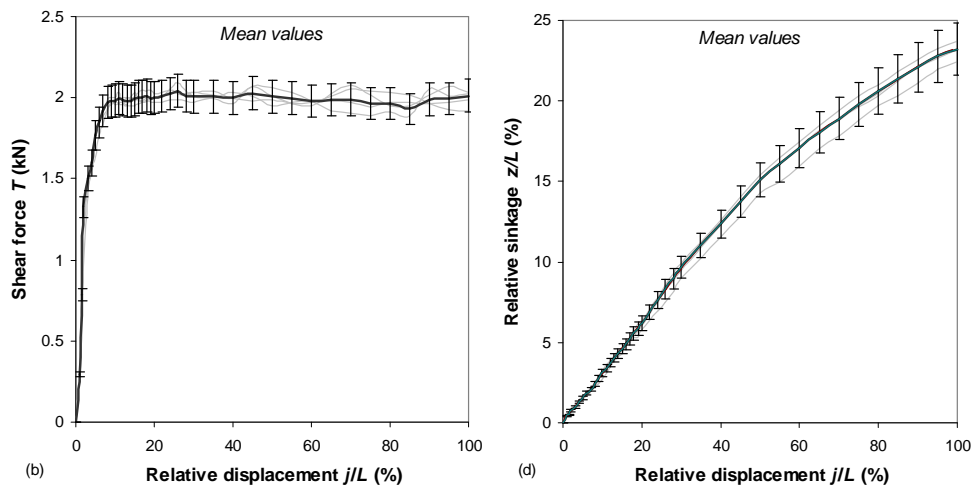 Mean values
Shear force T (kN)
2.5
2
1.5
1
0.5
0
0 20 40 60 80 100
Relative displacement j/L (%)
(b)
Mean values
Relative sinkage z/L (%)
25
20
15
10
5
0
0 20 40 60 80 100
Relative displacement j/L (%)
(d)